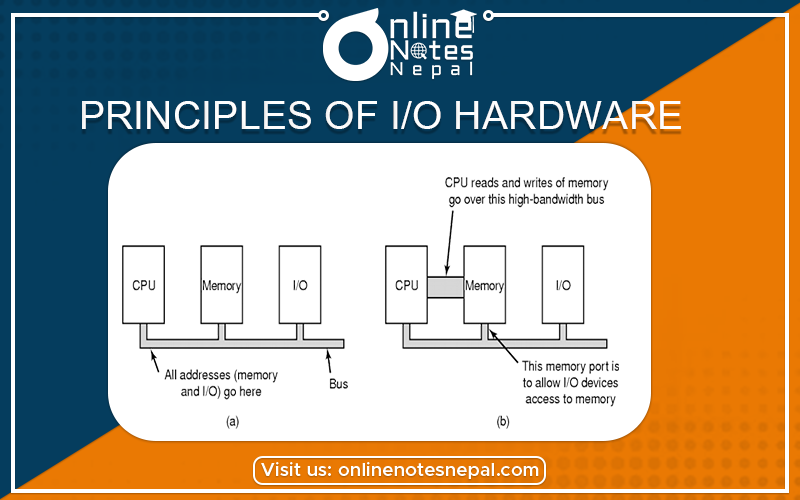 Online
Notes
Nepal
PRINCIPLES OF I/O HARDWARE
CPU
Memory
I/O
All addresses (memory
and I/O) go here
Bus
(a)
CPU reads and writes of memory
go over this high-bandwidth bus
CPU
Memory
I/O
This memory port is
to allow I/O devices
access to memory
(b)
Visit us: onlinenotesnepal.com